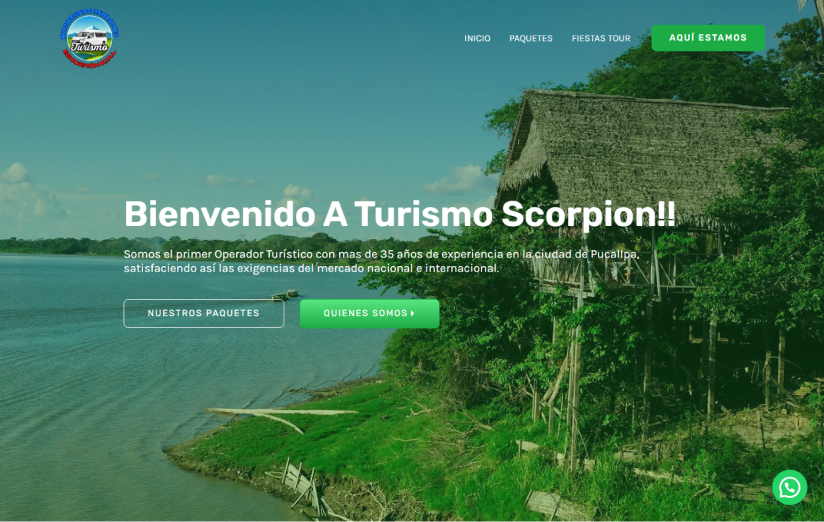 Turismo
INICIO
PAQUETES
FIESTAS TOUR
AQUÍ ESTAMOS
Bienvenido A Turismo Scorpion!!
Somos el primer Operador Turístico con mas de 35 años de experiencia en la ciudad de Pucallpa,
satisfaciendo así las exigencias del mercado nacional e internacional.
NUESTROS PAQUETES
QUIENES SOMOS